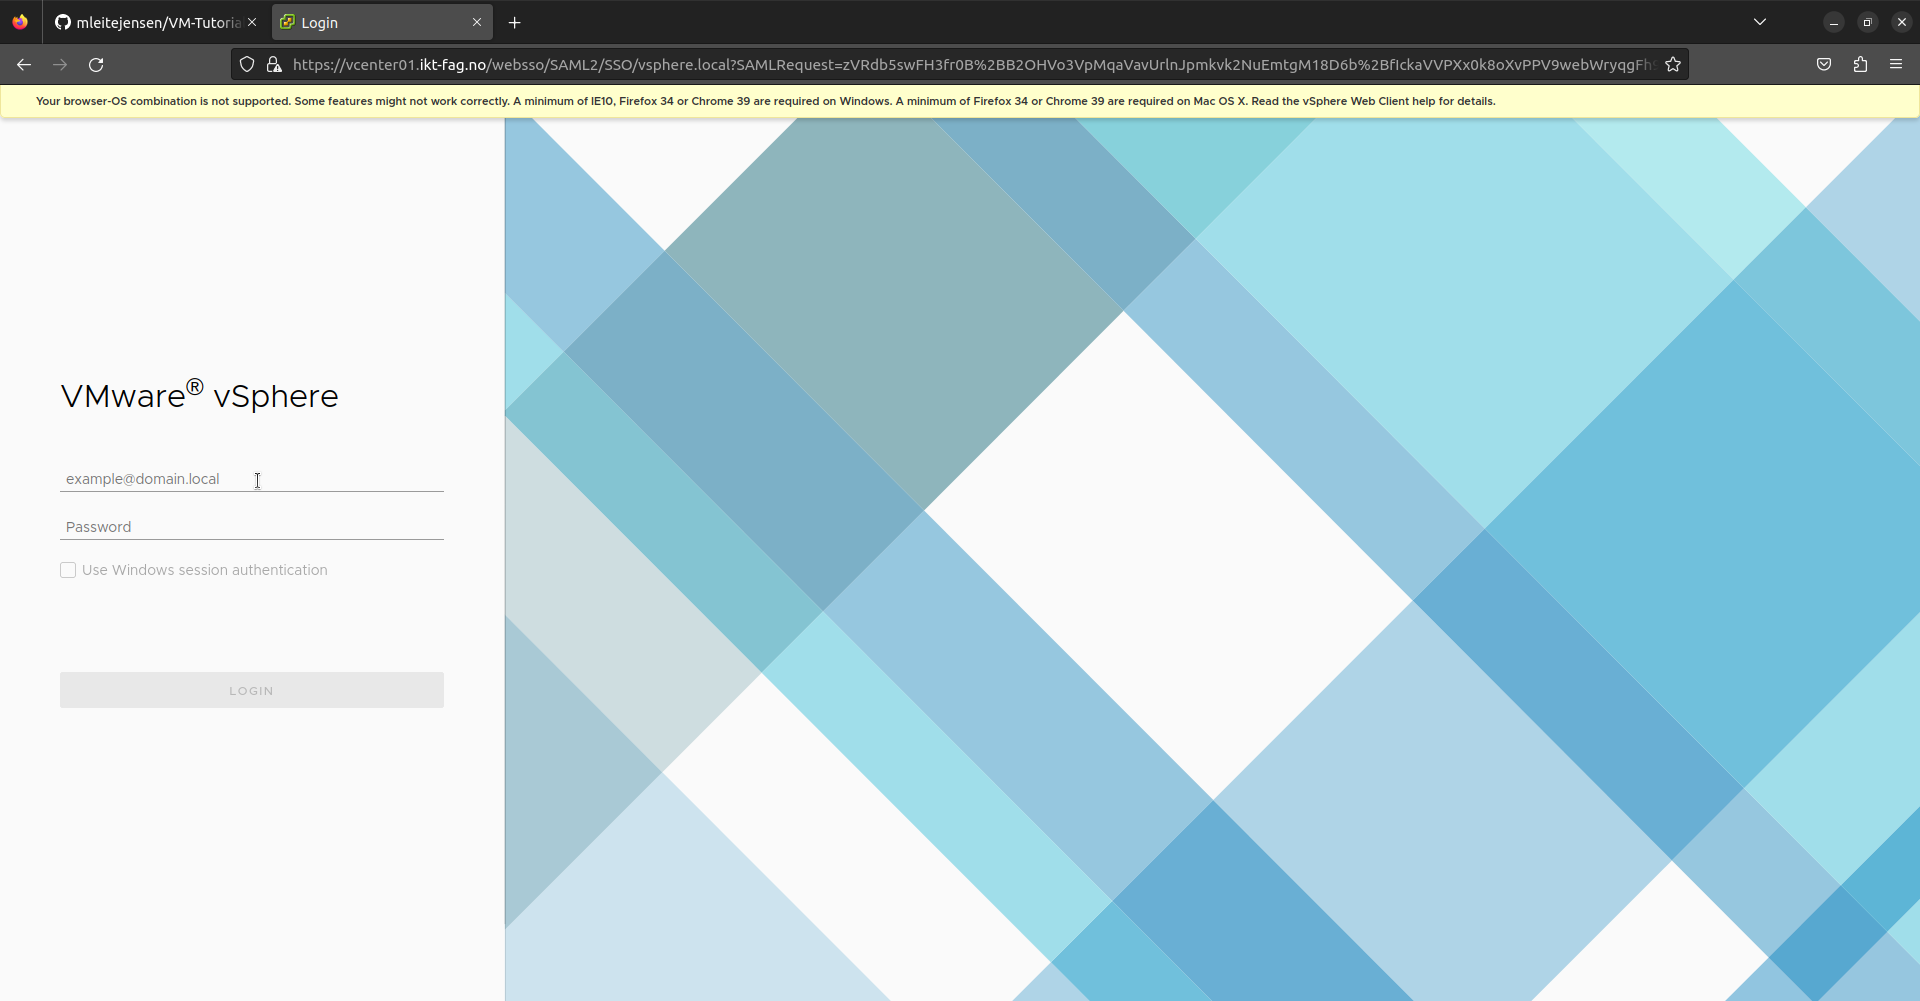 mleitejensen/VM-Tutoria
Login
https://vcenter01.ikt-fag.no/websso/SAML2/SSO/vsphere.local?SAMLRequest=zVRdb5swFH3fr0B%2BB2OHVo3VpMqaVavUrlnJpmkvk2NuEmtgM18D6b%2BfIckaVVPXx0k8oXvPPV9webWryqgFh
Your browser-OS combination is not supported. Some features might not work correctly. A minimum of IE10, Firefox 34 or Chrome 39 are required on Windows. A minimum of Firefox 34 or Chrome 39 are required on Mac OS X. Read the vSphere Web Client help for details.
VMware® vSphere
example@domain.local
Password
Use Windows session authentication
LOGIN